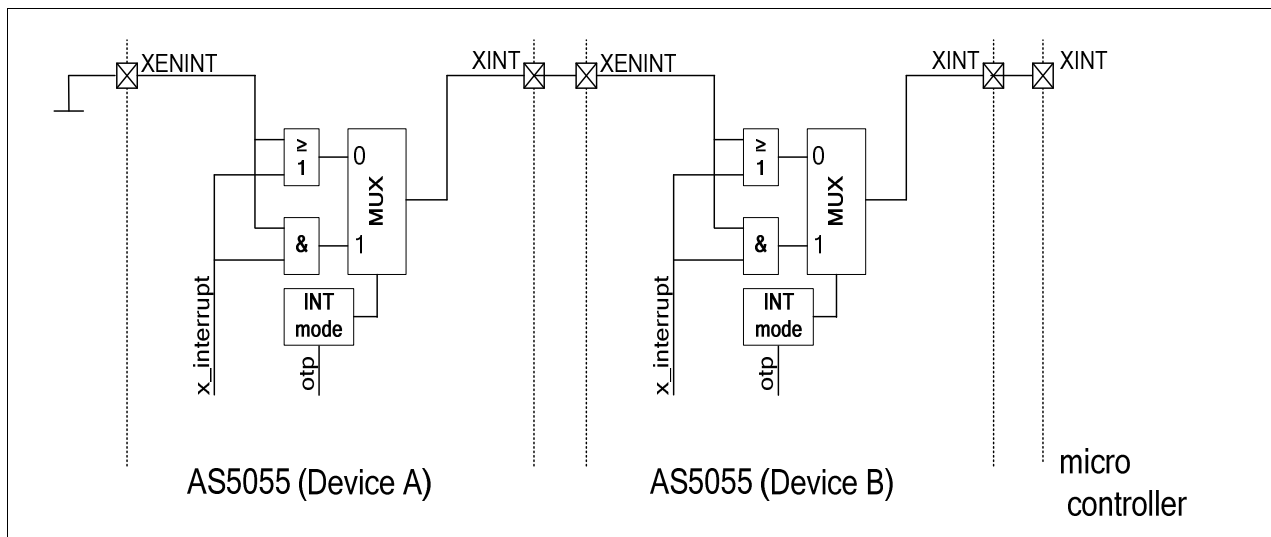 XENINT
XINT
XENINT
XINT
XINT
≥
1
0
MUX
&
1
INT
mode
x_interrupt
otp
≥
1
0
MUX
&
1
INT
mode
x_interrupt
otp
AS5055 (Device A)
AS5055 (Device B)
micro
controller